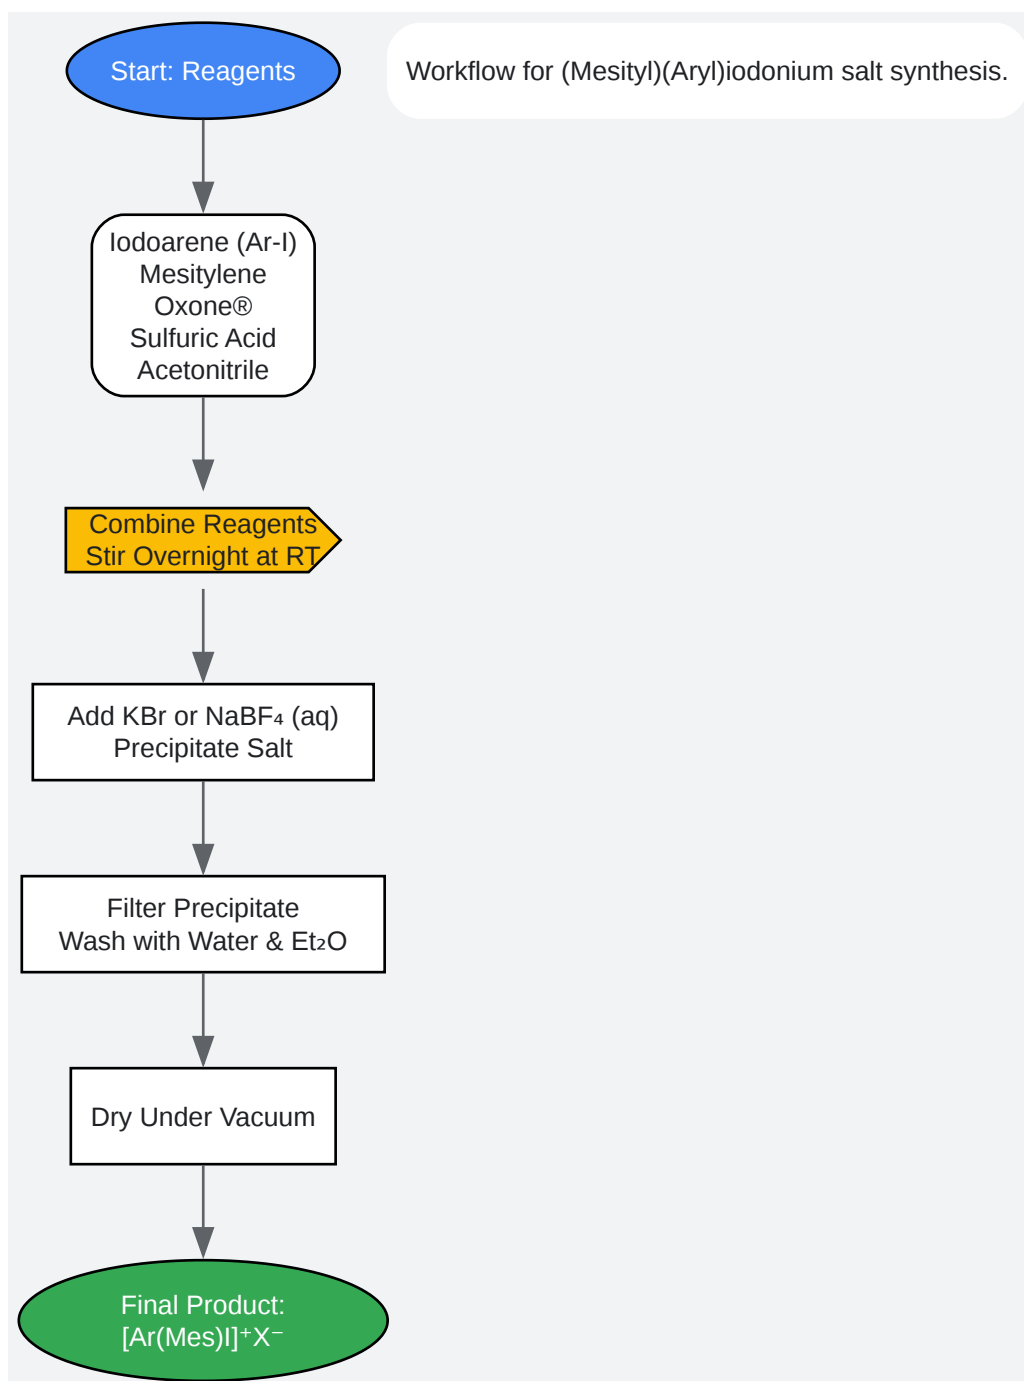 Start: Reagents
Workflow for (Mesityl)(Aryl)iodonium salt synthesis.
Iodoarene (Ar-I)
Mesitylene
Oxone®
Sulfuric Acid
Acetonitrile
Combine Reagents
Stir Overnight at RT
Add KBr or NaBF₄ (aq)
Precipitate Salt
Filter Precipitate
Wash with Water & Et₂O
Dry Under Vacuum
Final Product:
[Ar(Mes)I]⁺X⁻